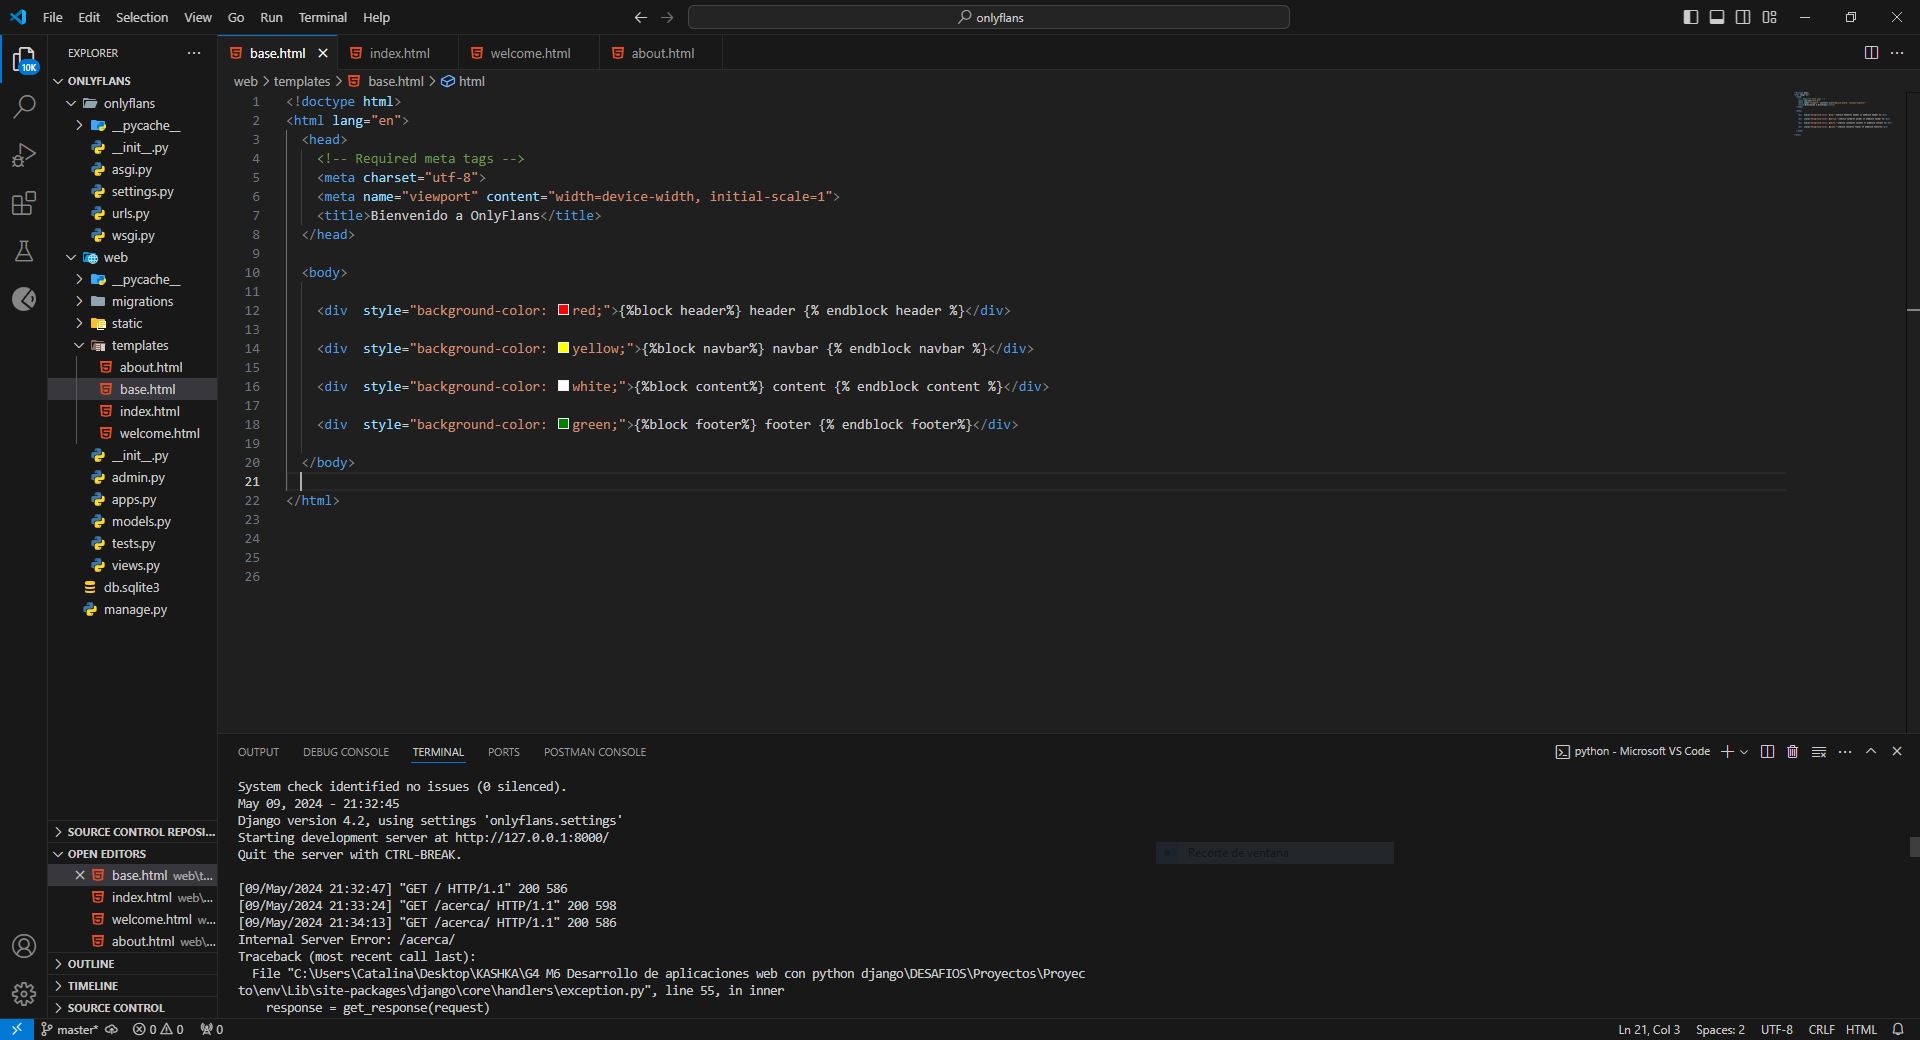 File Edit Selection View Go Run Terminal Help
onlyflans
EXPLORER
10K
ONLYFLANS
onlyflans
__pycache__
__init__.py
asgi.py
settings.py
urls.py
wsgi.py
web
__pycache__
migrations
static
templates
about.html
base.html
index.html
welcome.html
__init__.py
admin.py
apps.py
models.py
tests.py
views.py
db.sqlite3
manage.py
SOURCE CONTROL REPOSI...
OPEN EDITORS
base.html web\t...
index.html web\...
welcome.html w...
about.html web\...
OUTLINE
TIMELINE
SOURCE CONTROL
base.html index.html welcome.html about.html
web > templates > base.html > html
1 <!doctype html>
2 <html lang="en">
3 <head>
4 <!-- Required meta tags -->
5 <meta charset="utf-8">
6 <meta name="viewport" content="width=device-width, initial-scale=1">
7 <title>Bienvenido a OnlyFlans</title>
8 </head>
9
10 <body>
11
12 <div  style="background-color: red;">{%block header%} header {% endblock header %}</div>
13
14 <div  style="background-color: yellow;">{%block navbar%} navbar {% endblock navbar %}</div>
15
16 <div  style="background-color: white;">{%block content%} content {% endblock content %}</div>
17
18 <div  style="background-color: green;">{%block footer%} footer {% endblock footer%}</div>
19
20 </body>
21
22 </html>
23
24
25
26
OUTPUT DEBUG CONSOLE TERMINAL PORTS POSTMAN CONSOLE
python - Microsoft VS Code
System check identified no issues (0 silenced).
May 09, 2024 - 21:32:45
Django version 4.2, using settings 'onlyflans.settings'
Starting development server at http://127.0.0.1:8000/
Quit the server with CTRL-BREAK.
Recorte de ventana
[09/May/2024 21:32:47] "GET / HTTP/1.1" 200 586
[09/May/2024 21:33:24] "GET /acerca/ HTTP/1.1" 200 598
[09/May/2024 21:34:13] "GET /acerca/ HTTP/1.1" 200 586
Internal Server Error: /acerca/
Traceback (most recent call last):
File "C:\Users\Catalina\Desktop\KASHKA\G4 M6 Desarrollo de aplicaciones web con python django\DESAFIOS\Proyectos\Proyec
to\env\Lib\site-packages\django\core\handlers\exception.py", line 55, in inner
response = get_response(request)
master* 0 0 0 Ln 21, Col 3 Spaces: 2 UTF-8 CRLF HTML